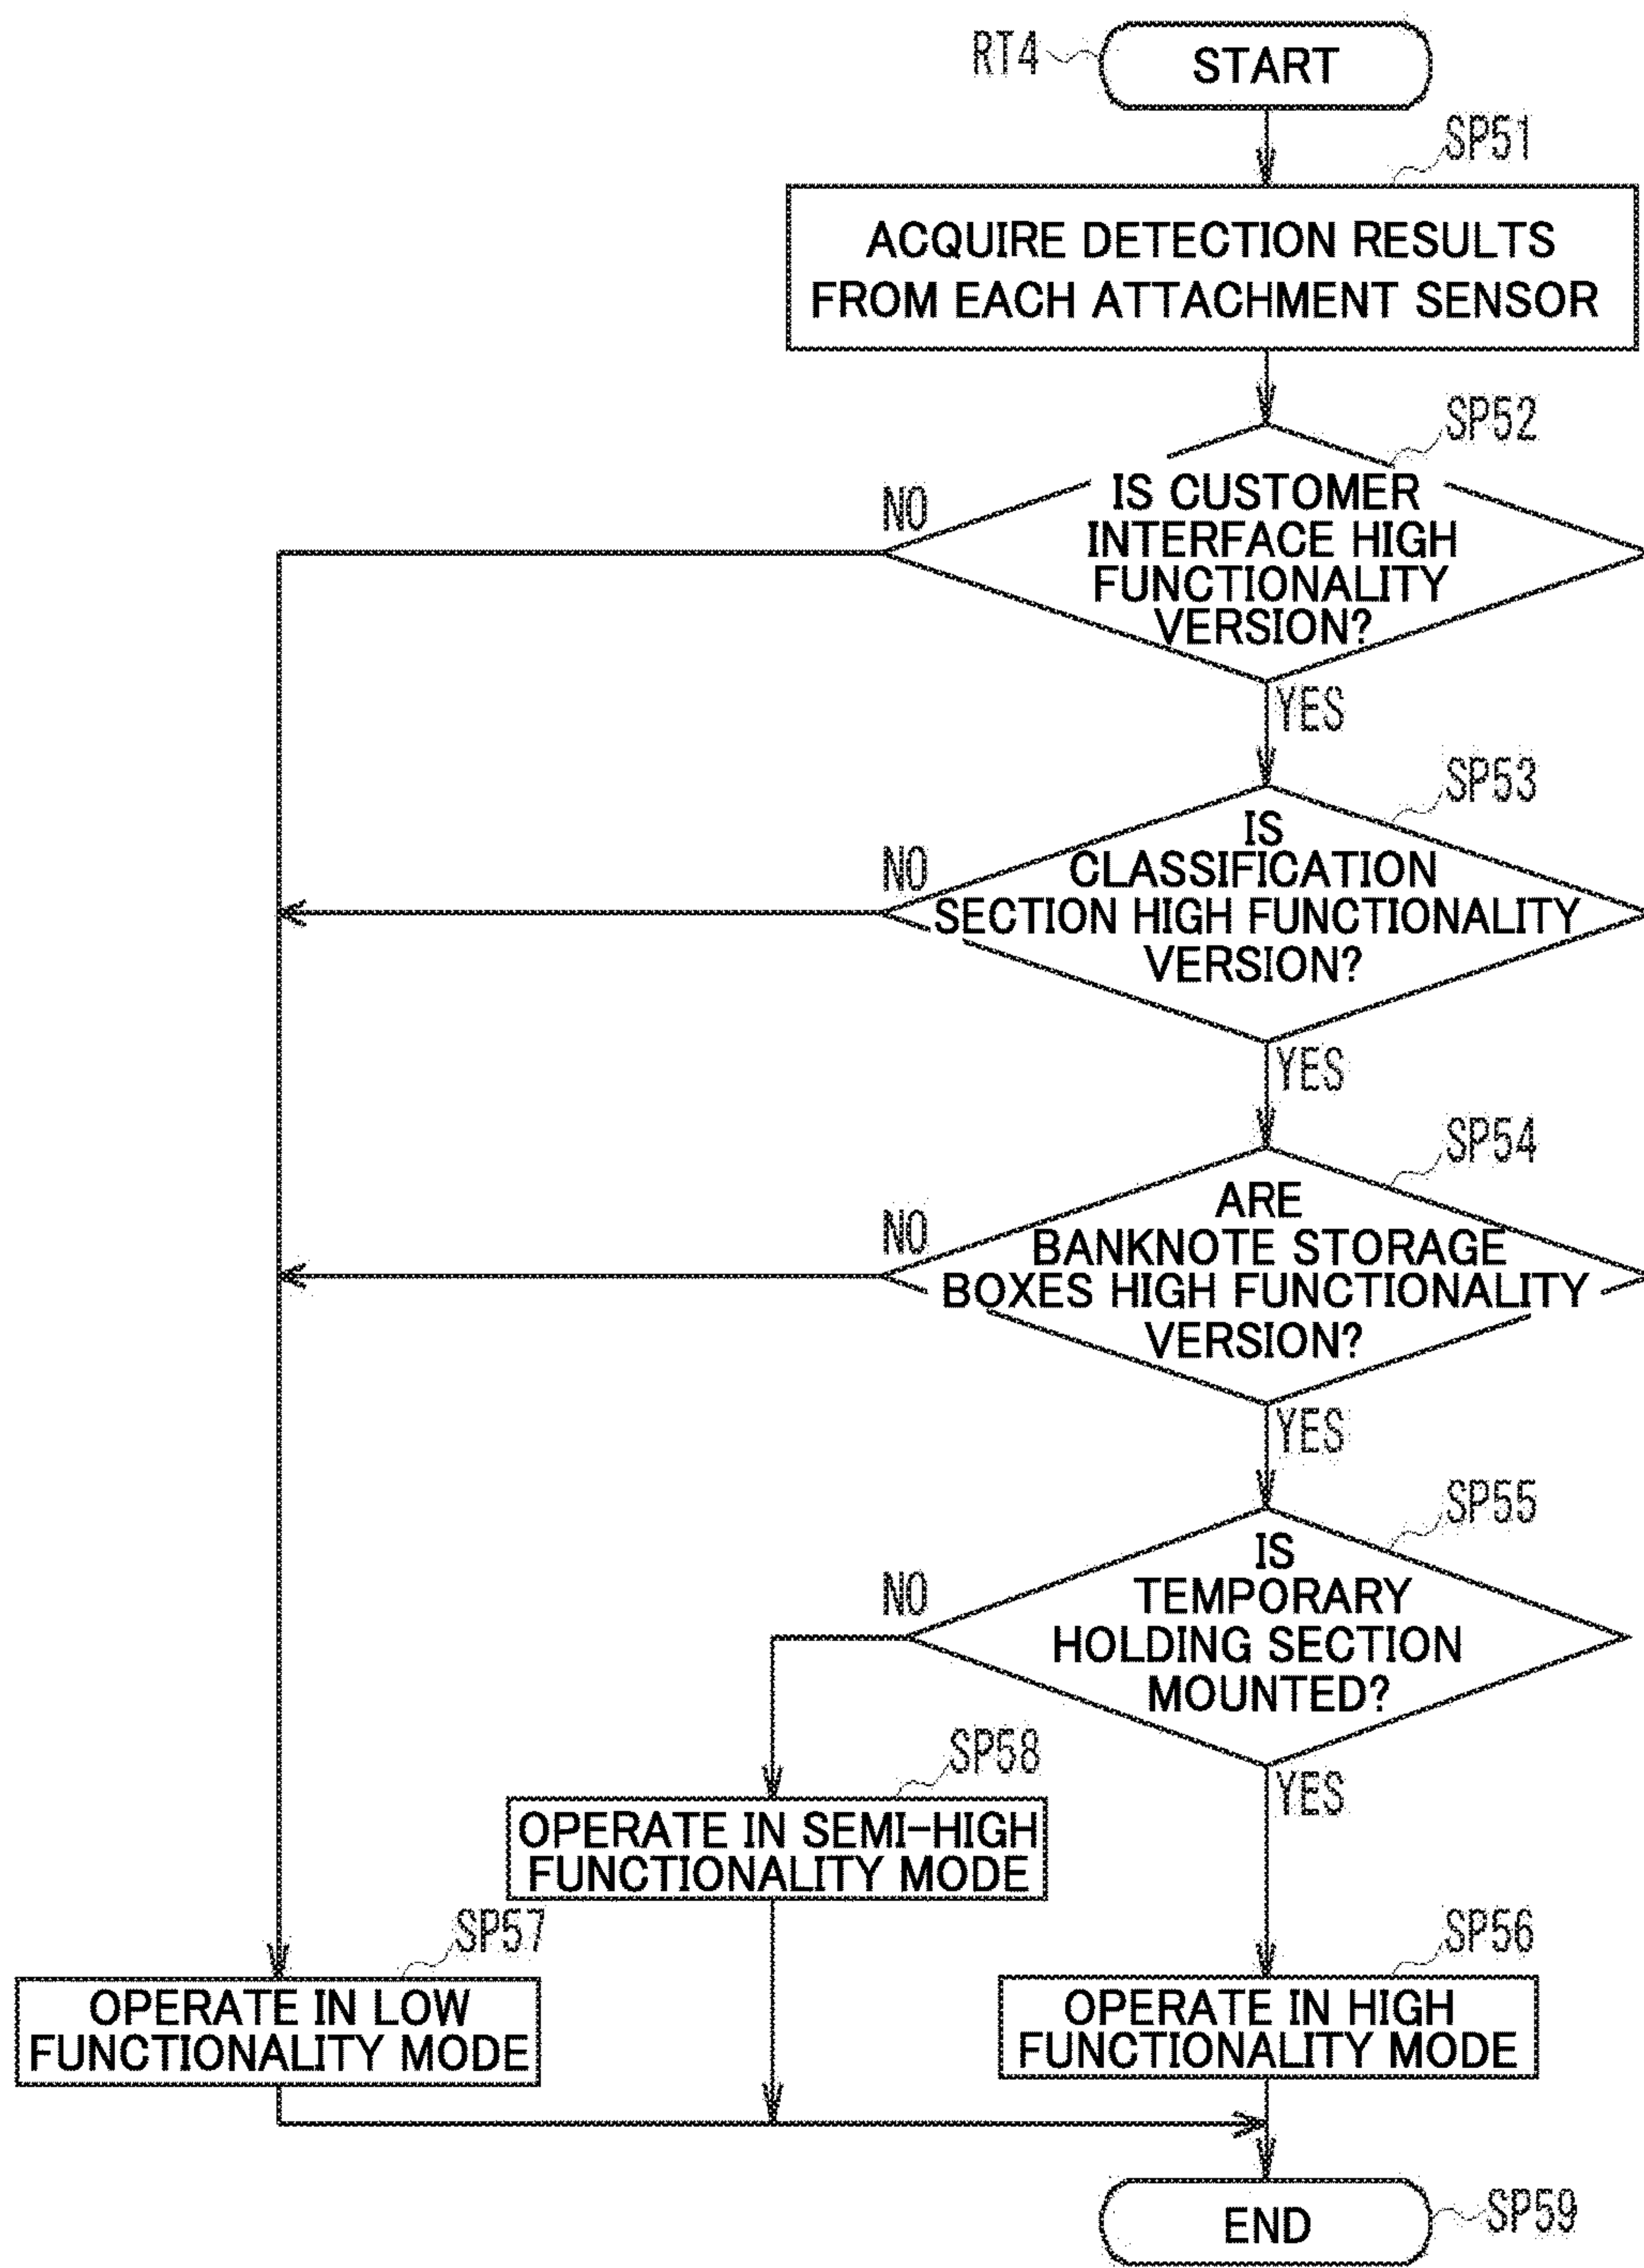 RT4
START
SP51
ACQUIRE DETECTION RESULTS
FROM EACH ATTACHMENT SENSOR
SP52
NO
IS CUSTOMER
INTERFACE HIGH
FUNCTIONALITY
VERSION?
YES
SP53
NO
IS
CLASSIFICATION
SECTION HIGH FUNCTIONALITY
VERSION?
YES
SP54
NO
ARE
BANKNOTE STORAGE
BOXES HIGH FUNCTIONALITY
VERSION?
YES
SP55
NO
IS
TEMPORARY
HOLDING SECTION
MOUNTED?
YES
SP58
OPERATE IN SEMI-HIGH
FUNCTIONALITY MODE
SP57
OPERATE IN LOW
FUNCTIONALITY MODE
SP56
OPERATE IN HIGH
FUNCTIONALITY MODE
END
SP59